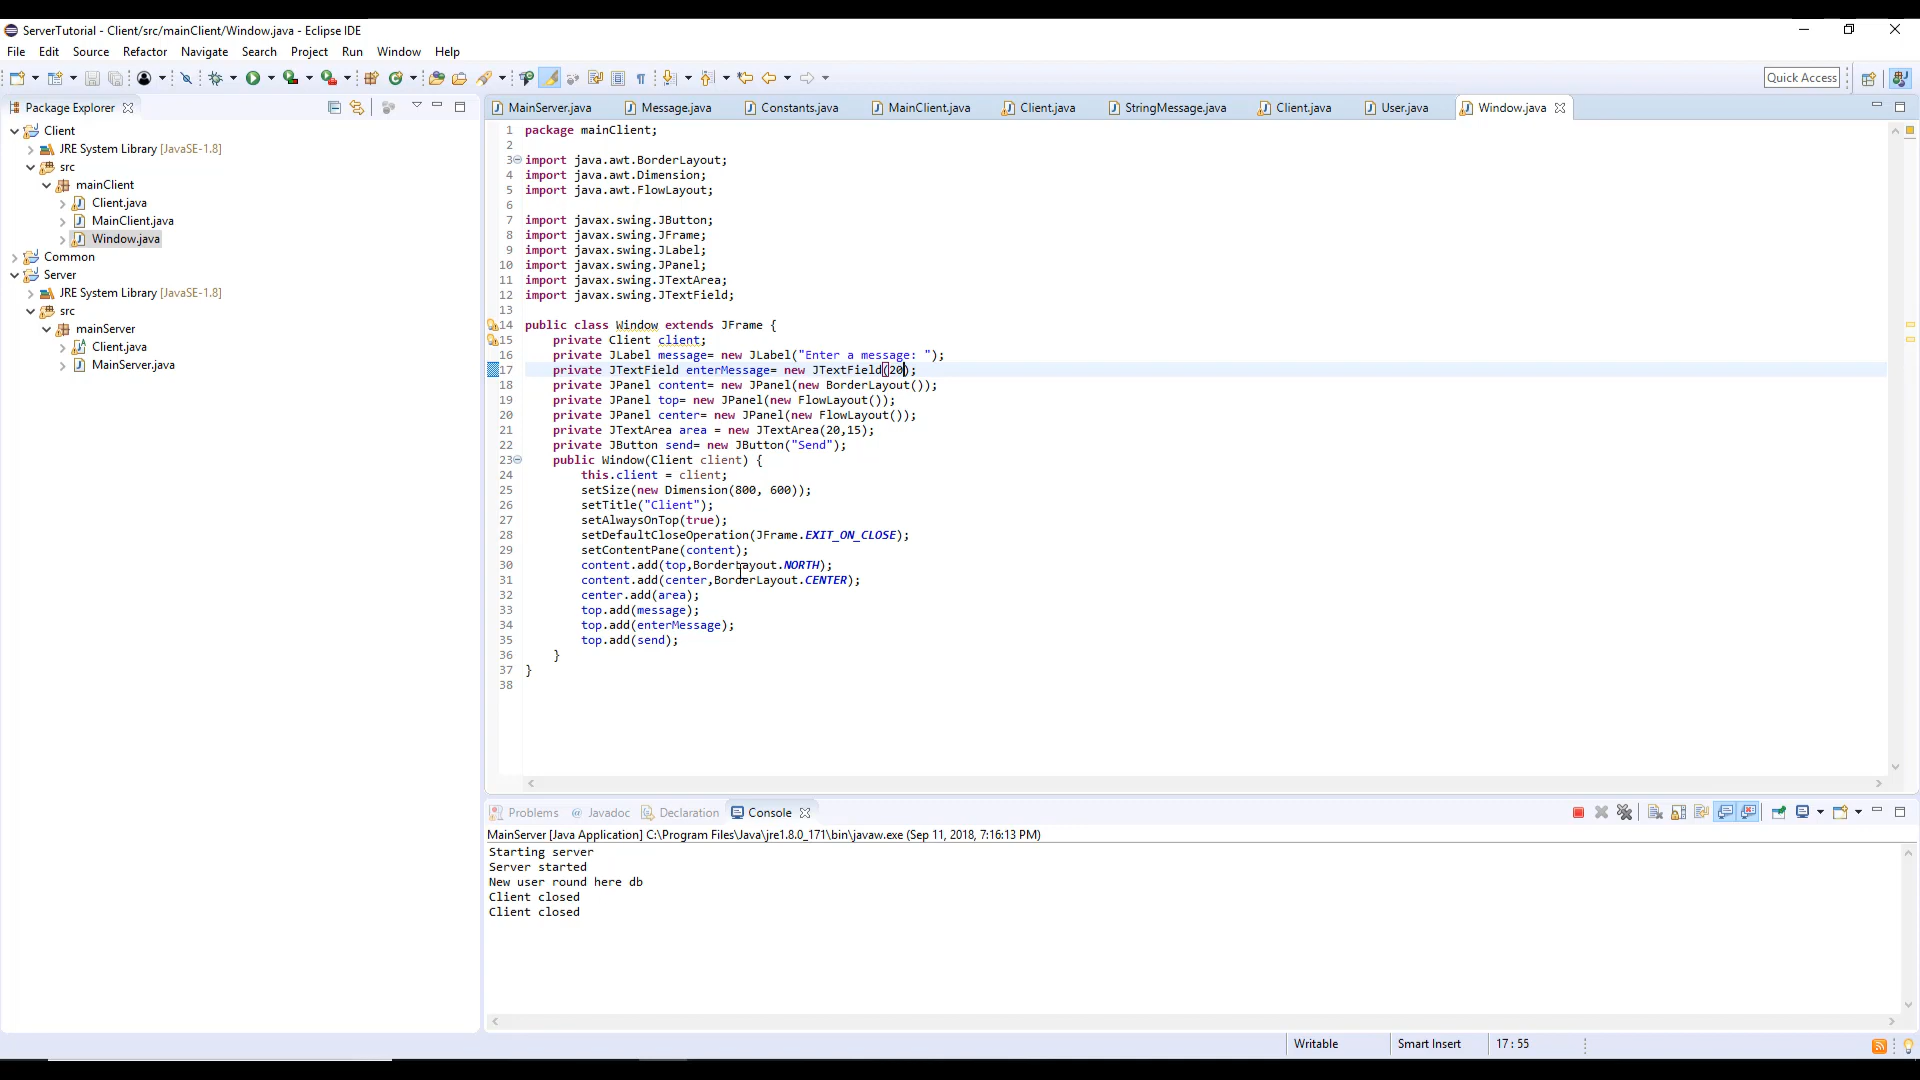 ServerTutorial - Client/src/mainClient/Window.java - Eclipse IDE
File Edit Source Refactor Navigate Search Project Run Window Help
Quick Access
Package Explorer
Client
JRE System Library [JavaSE-1.8]
src
mainClient
Client.java
MainClient.java
Window.java
Common
Server
JRE System Library [JavaSE-1.8]
src
mainServer
Client.java
MainServer.java
MainServer.java Message.java Constants.java MainClient.java Client.java StringMessage.java Client.java User.java Window.java
1 package mainClient;
2
3 import java.awt.BorderLayout;
4 import java.awt.Dimension;
5 import java.awt.FlowLayout;
6
7 import javax.swing.JButton;
8 import javax.swing.JFrame;
9 import javax.swing.JLabel;
10 import javax.swing.JPanel;
11 import javax.swing.JTextArea;
12 import javax.swing.JTextField;
13
14 public class Window extends JFrame {
15 private Client client;
16 private JLabel message= new JLabel("Enter a message: ");
17 private JTextField enterMessage= new JTextField(20);
18 private JPanel content= new JPanel(new BorderLayout());
19 private JPanel top= new JPanel(new FlowLayout());
20 private JPanel center= new JPanel(new FlowLayout());
21 private JTextArea area = new JTextArea(20,15);
22 private JButton send= new JButton("Send");
23 public Window(Client client) {
24 this.client = client;
25 setSize(new Dimension(800, 600));
26 setTitle("Client");
27 setAlwaysOnTop(true);
28 setDefaultCloseOperation(JFrame.EXIT_ON_CLOSE);
29 setContentPane(content);
30 content.add(top,BorderLayout.NORTH);
31 content.add(center,BorderLayout.CENTER);
32 center.add(area);
33 top.add(message);
34 top.add(enterMessage);
35 top.add(send);
36 }
37 }
38
Problems Javadoc Declaration Console
MainServer [Java Application] C:\Program Files\Java\jre1.8.0_171\bin\javaw.exe (Sep 11, 2018, 7:16:13 PM)
Starting server
Server started
New user round here db
Client closed
Client closed
Writable Smart Insert 17 : 55